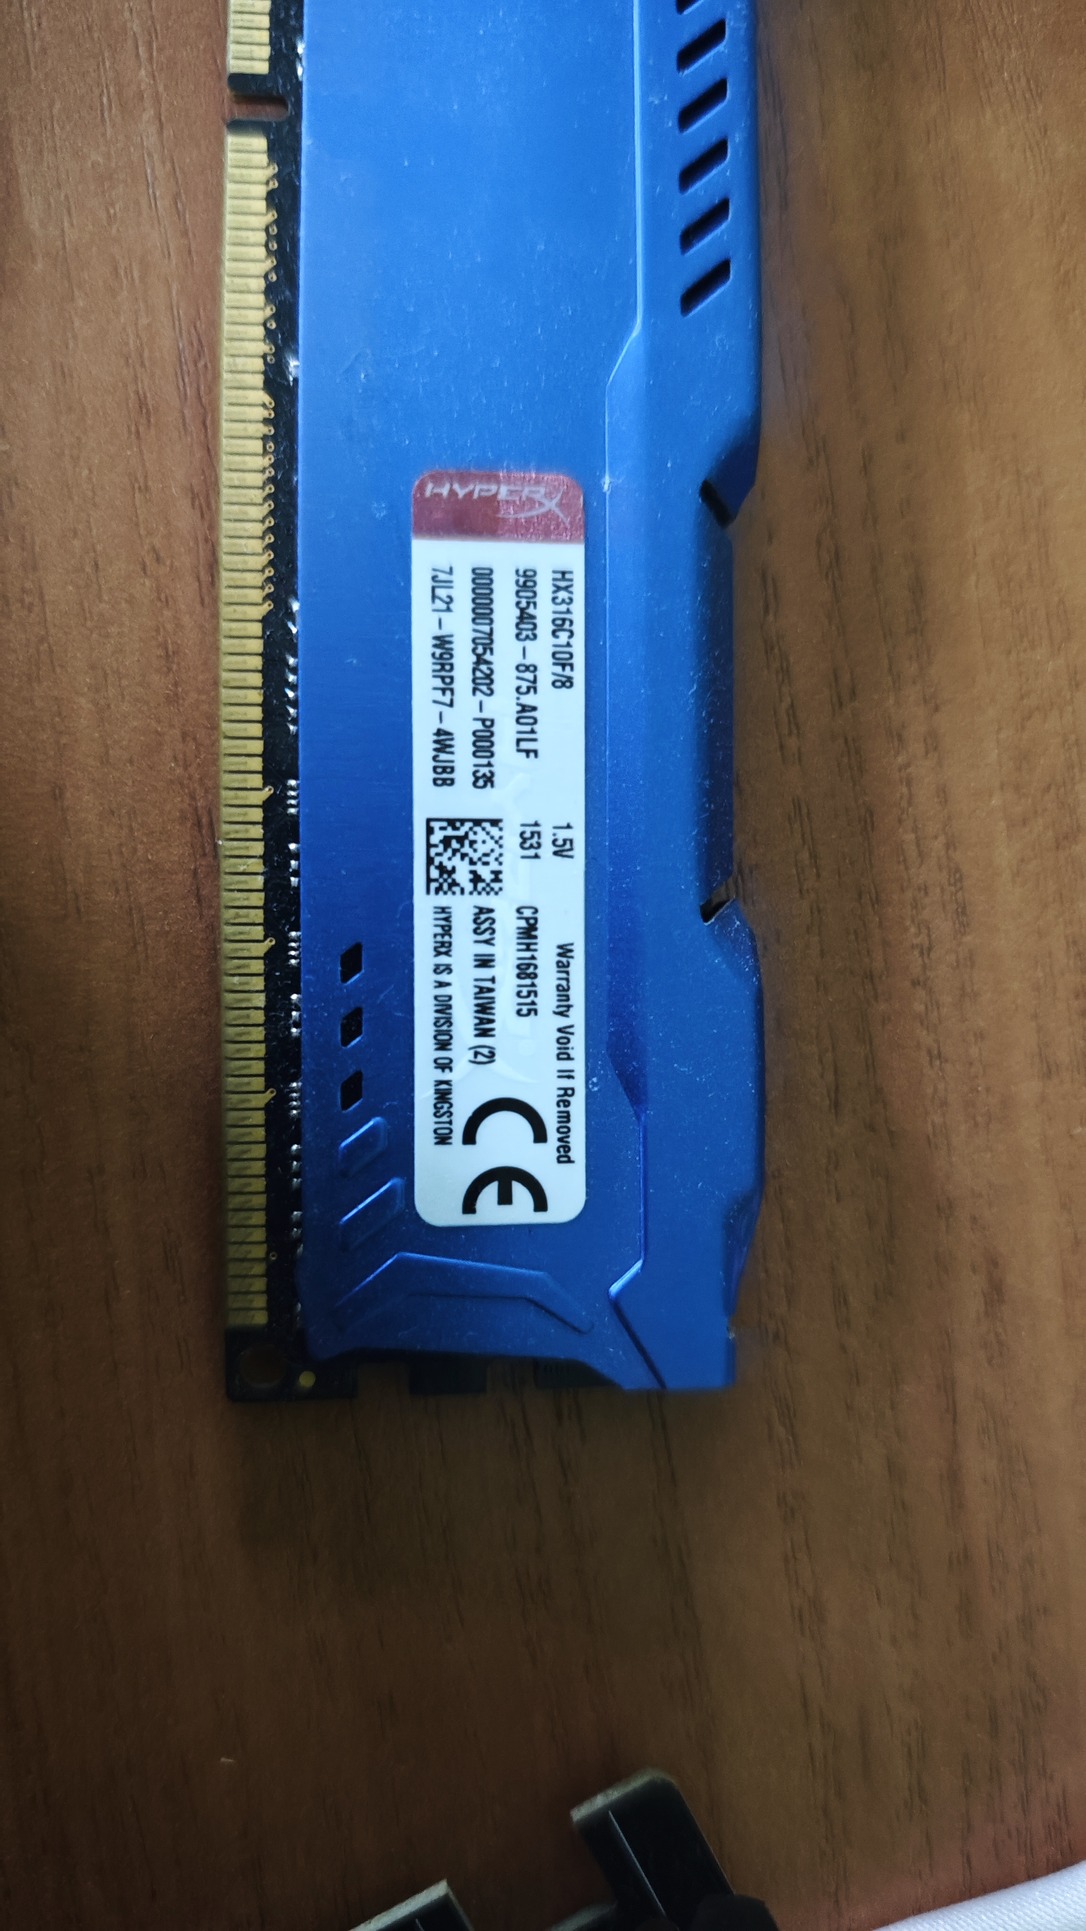 HYPERX
HX316C10F/8 1.5V Warranty Void If Removed
9905403-875.A01LF 1531 CPMH1681515
0000007054202-P000135 ASSY IN TAIWAN (2)
7JL21-W9RPF7-4WJBB HYPERX IS A DIVISION OF KINGSTON
CE